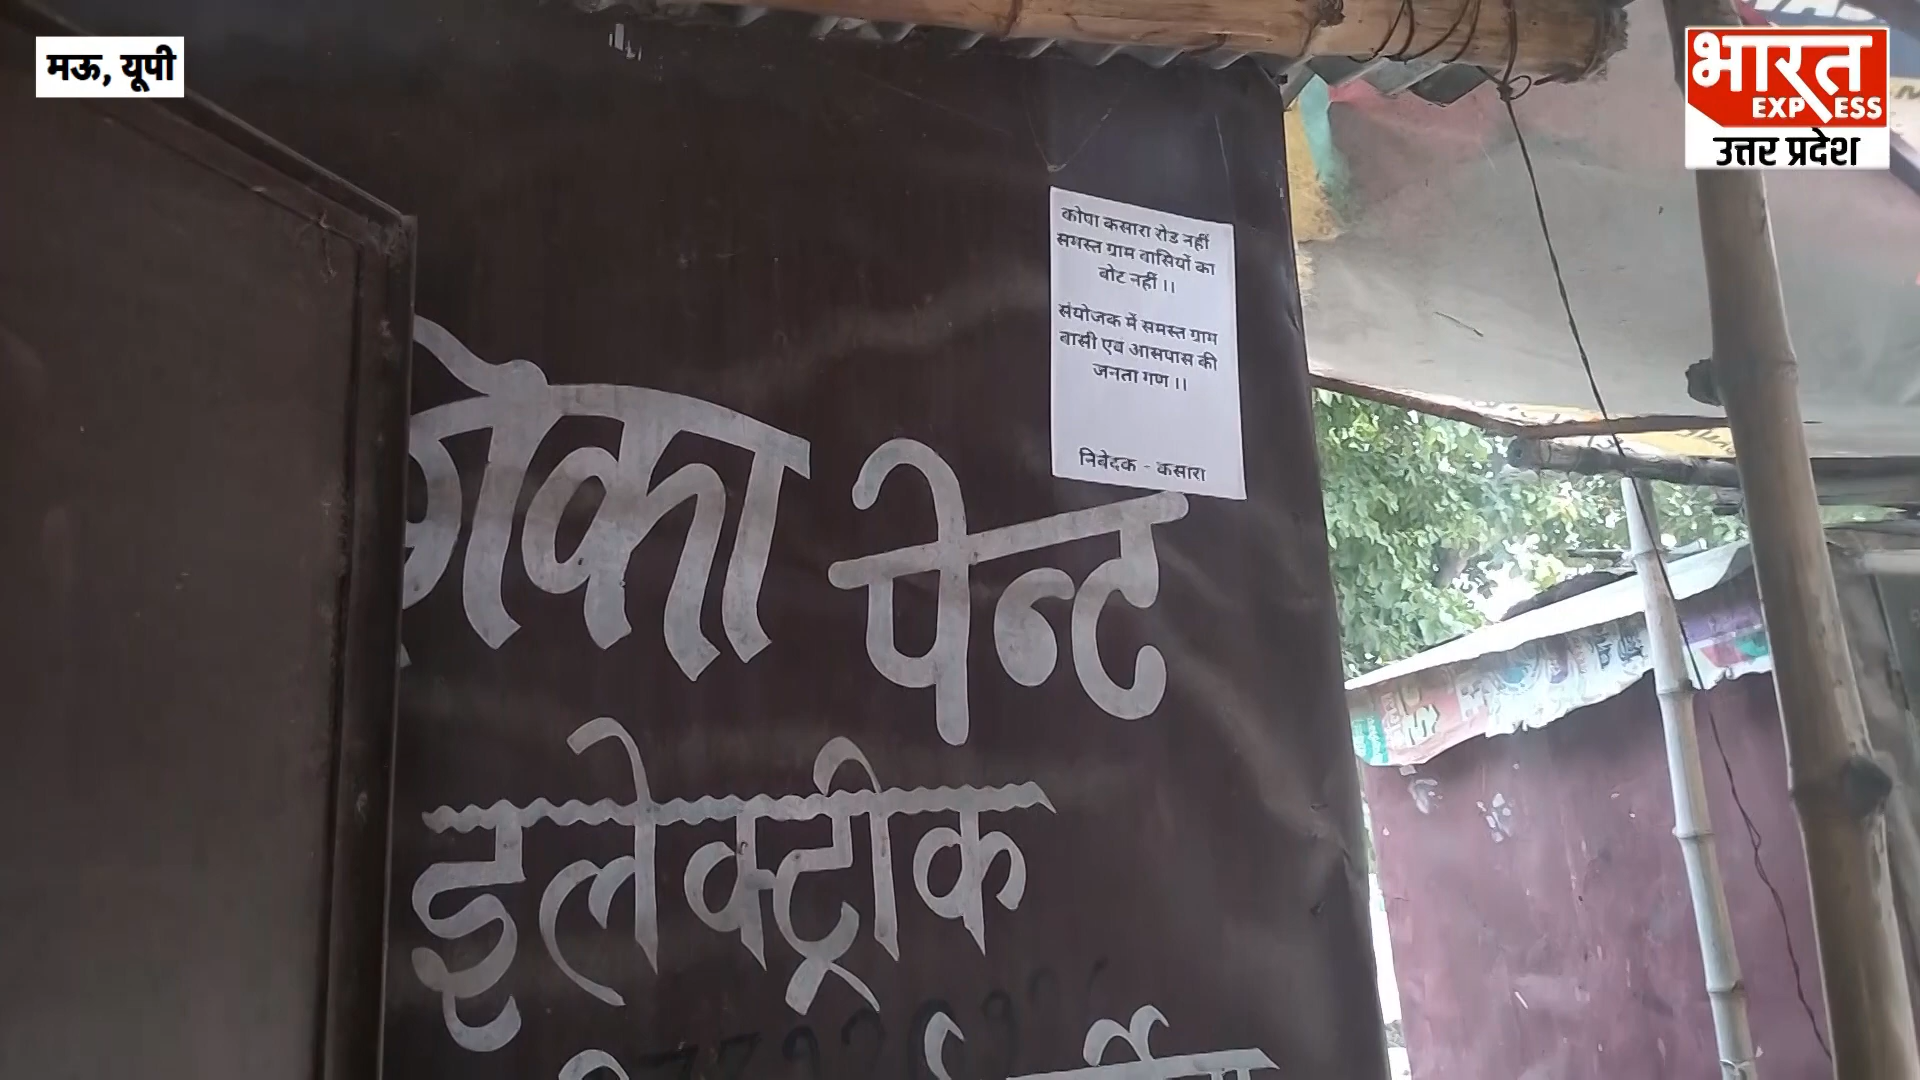 मऊ, यूपी
भारत
EXPRESS
उत्तर प्रदेश
कोपा कसारा रोड नहीं
समस्त ग्राम वासियों का
वोट नहीं ।।
संयोजक में समस्त ग्राम
वासी एवं आसपास की
जनता गण ।।
निवेदक - कसारा
पेन्ट
इलेक्ट्रीक